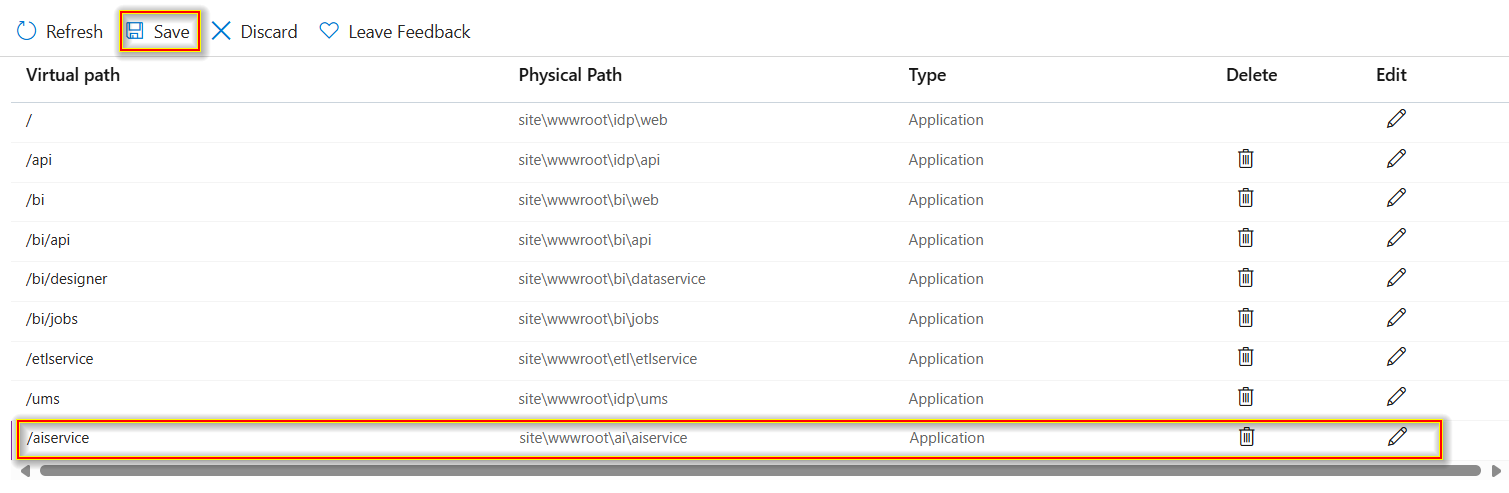 Refresh Save Discard Leave Feedback
Virtual path Physical Path Type Delete Edit
/ site\wwwroot\idp\web Application
/api site\wwwroot\idp\api Application
/bi site\wwwroot\bi\web Application
/bi/api site\wwwroot\bi\api Application
/bi/designer site\wwwroot\bi\dataservice Application
/bi/jobs site\wwwroot\bi\jobs Application
/etlservice site\wwwroot\etl\etlservice Application
/ums site\wwwroot\idp\ums Application
/aiservice site\wwwroot\ai\aiservice Application